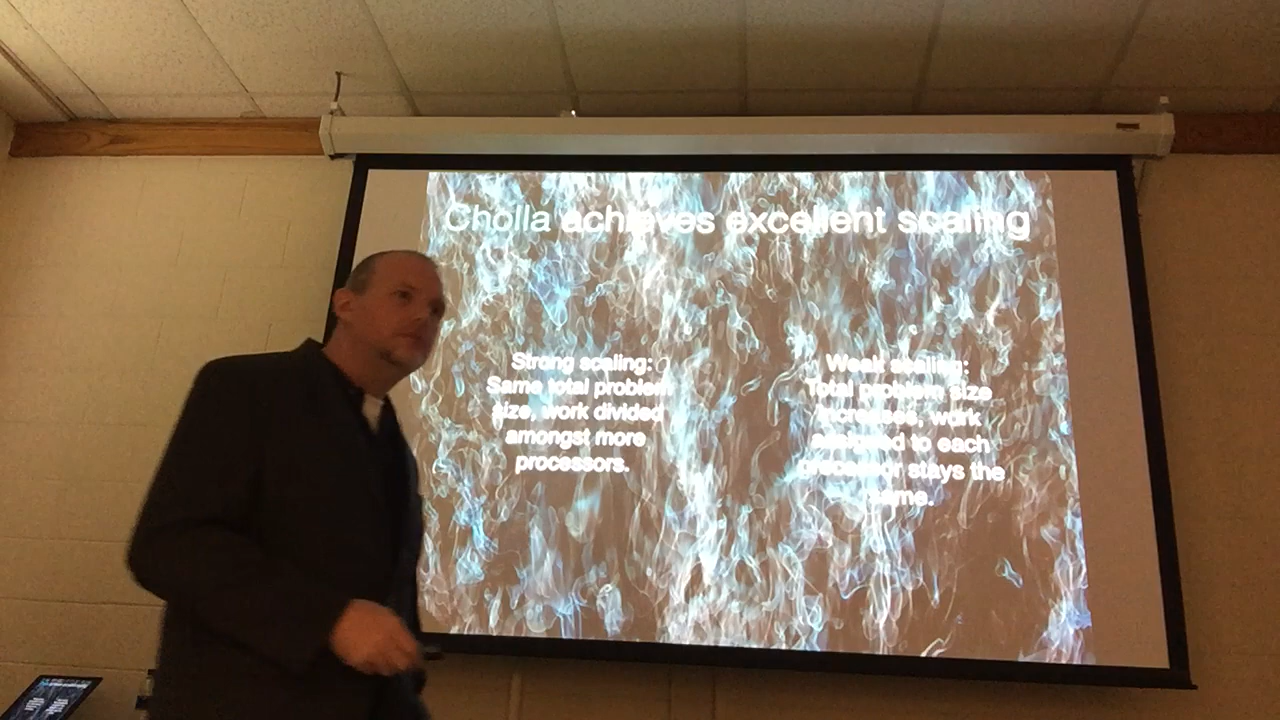 Cholla achieves excellent scaling
Strong scaling:
Same total problem
size, work divided
amongst more
processors.
Weak scaling:
Total problem size
increases, work
assigned to each
processor stays the
same.